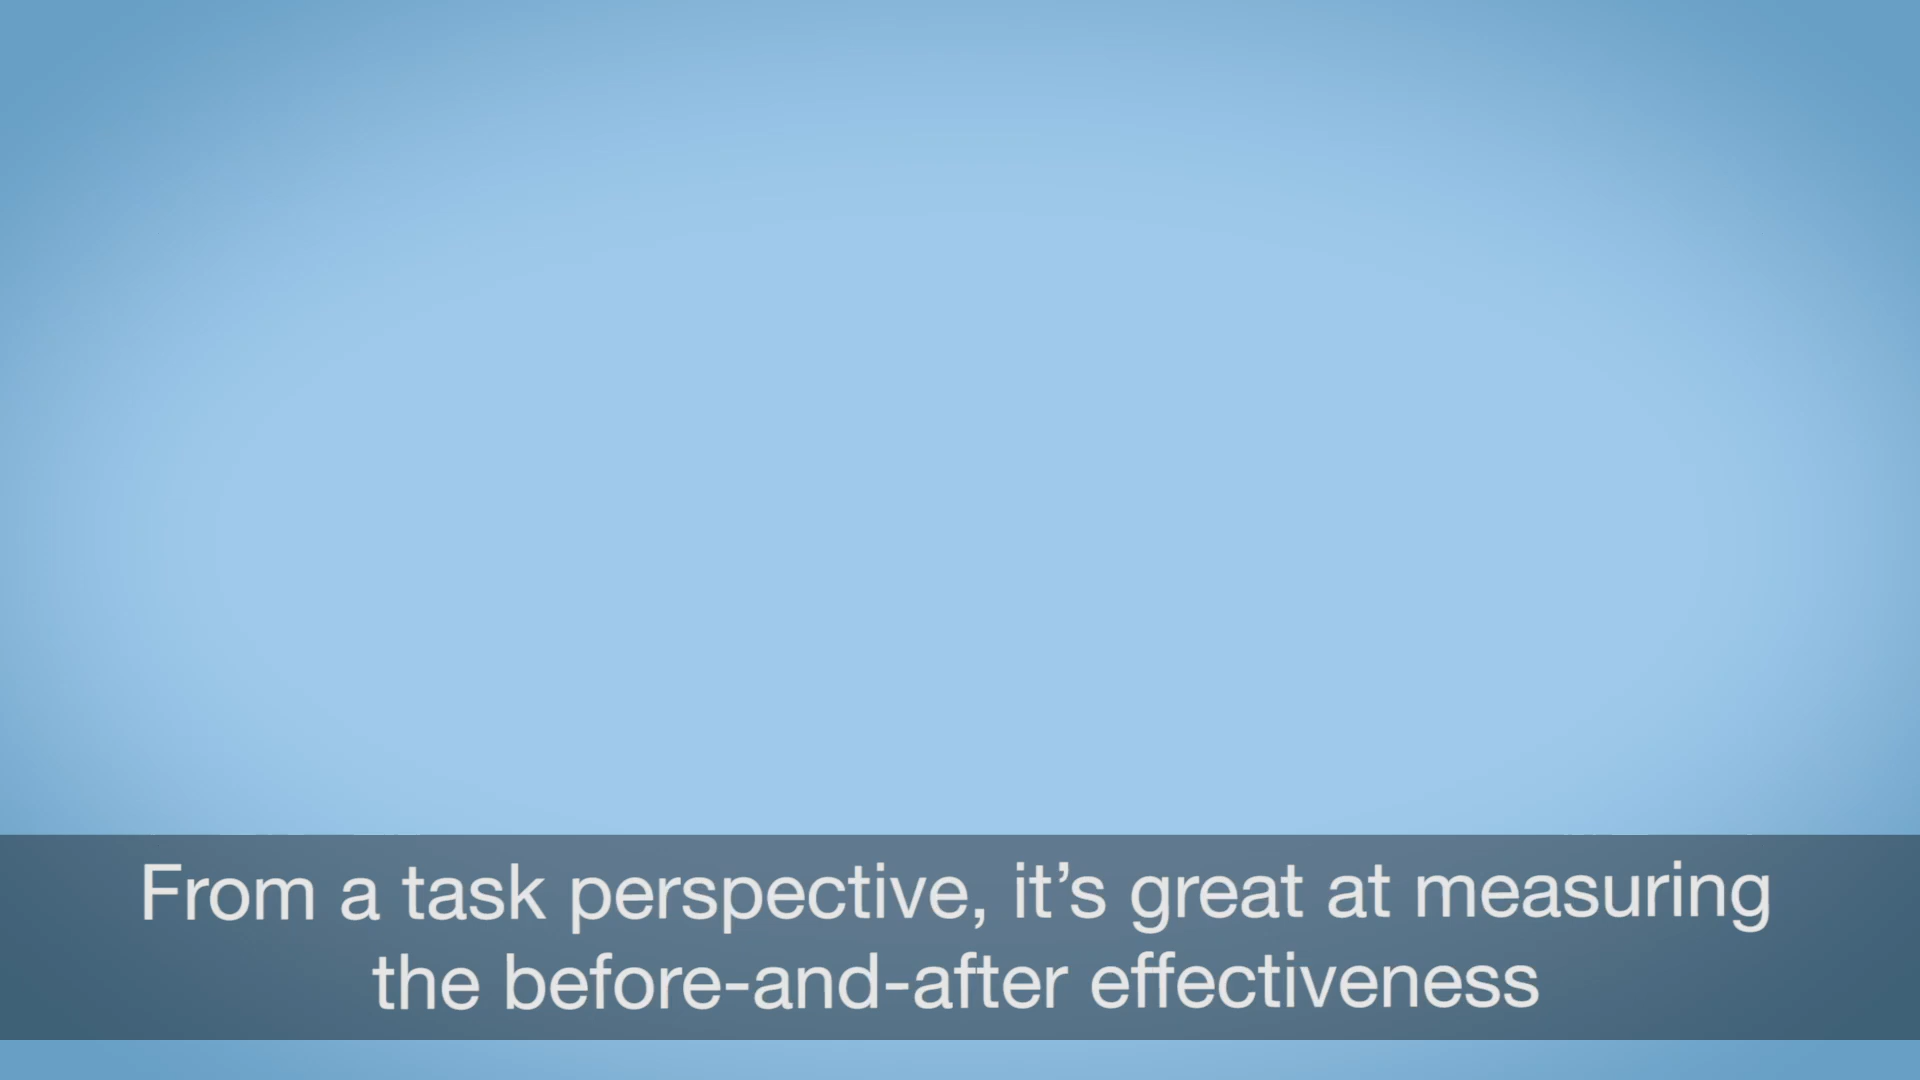 From a task perspective, it’s great at measuring
the before-and-after effectiveness